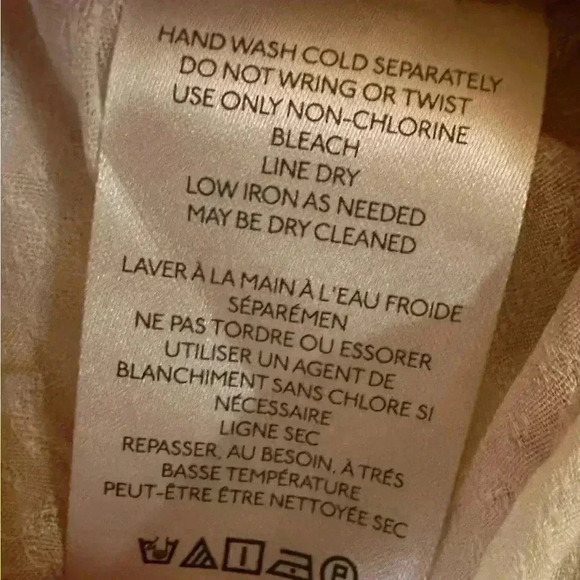 HAND WASH COLD SEPARATELY
DO NOT WRING OR TWIST
USE ONLY NON-CHLORINE
BLEACH
LINE DRY
LOW IRON AS NEEDED
MAY BE DRY CLEANED
LAVER À LA MAIN À L'EAU FROIDE
SÉPARÉMEN
NE PAS TORDRE OU ESSORER
UTILISER UN AGENT DE
BLANCHIMENT SANS CHLORE SI
NÉCESSAIRE
LIGNE SEC
REPASSER, AU BESOIN, À TRÉS
BASSE TEMPÉRATURE
PEUT-ÊTRE ÊTRE NETTOYÉE SEC